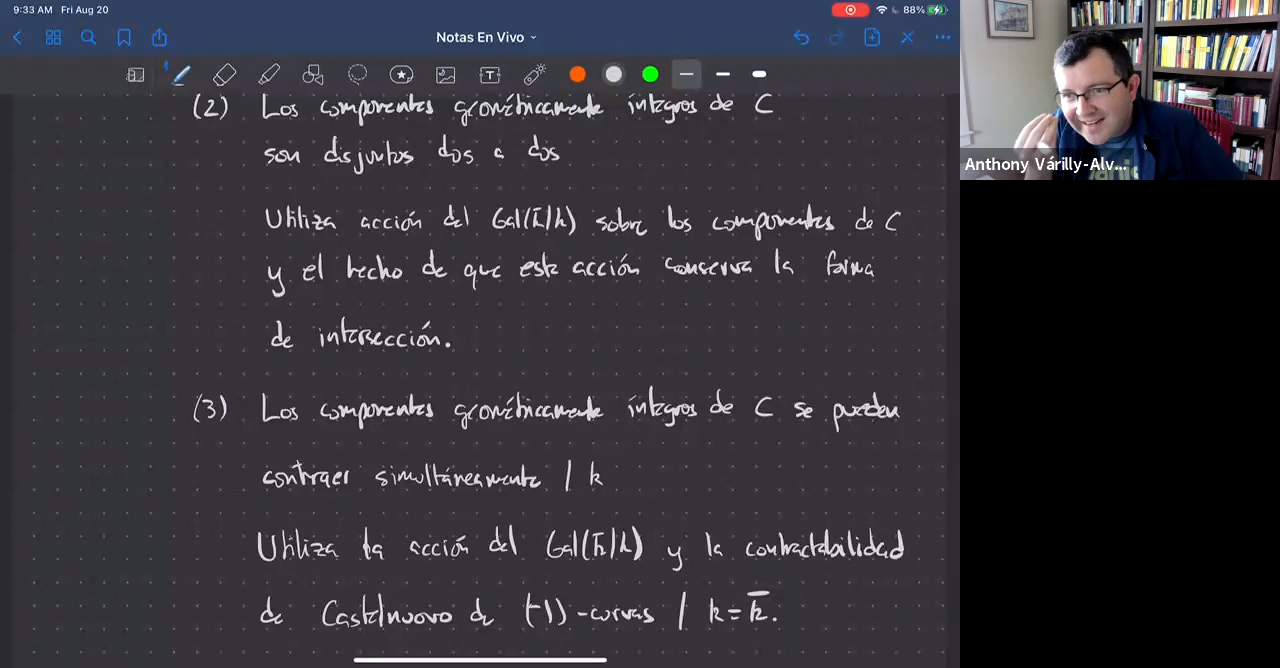 9:33 AM Fri Aug 20
88%
Notas En Vivo
(2) Los componentes geométricamente íntegros de C
son disjuntos dos a dos
Utiliza acción del Gal(k̄/k) sobre los componentes de C
y el hecho de que esta acción conserva la forma
de intersección.
(3) Los componentes geométricamente íntegros de C se pueden
contraer simultáneamente / k
Utiliza la acción del Gal(k̄/k) y la contractabilidad
de Castelnuovo de (-1)-curvas / k = k̄.
Anthony Várilly-Alv...